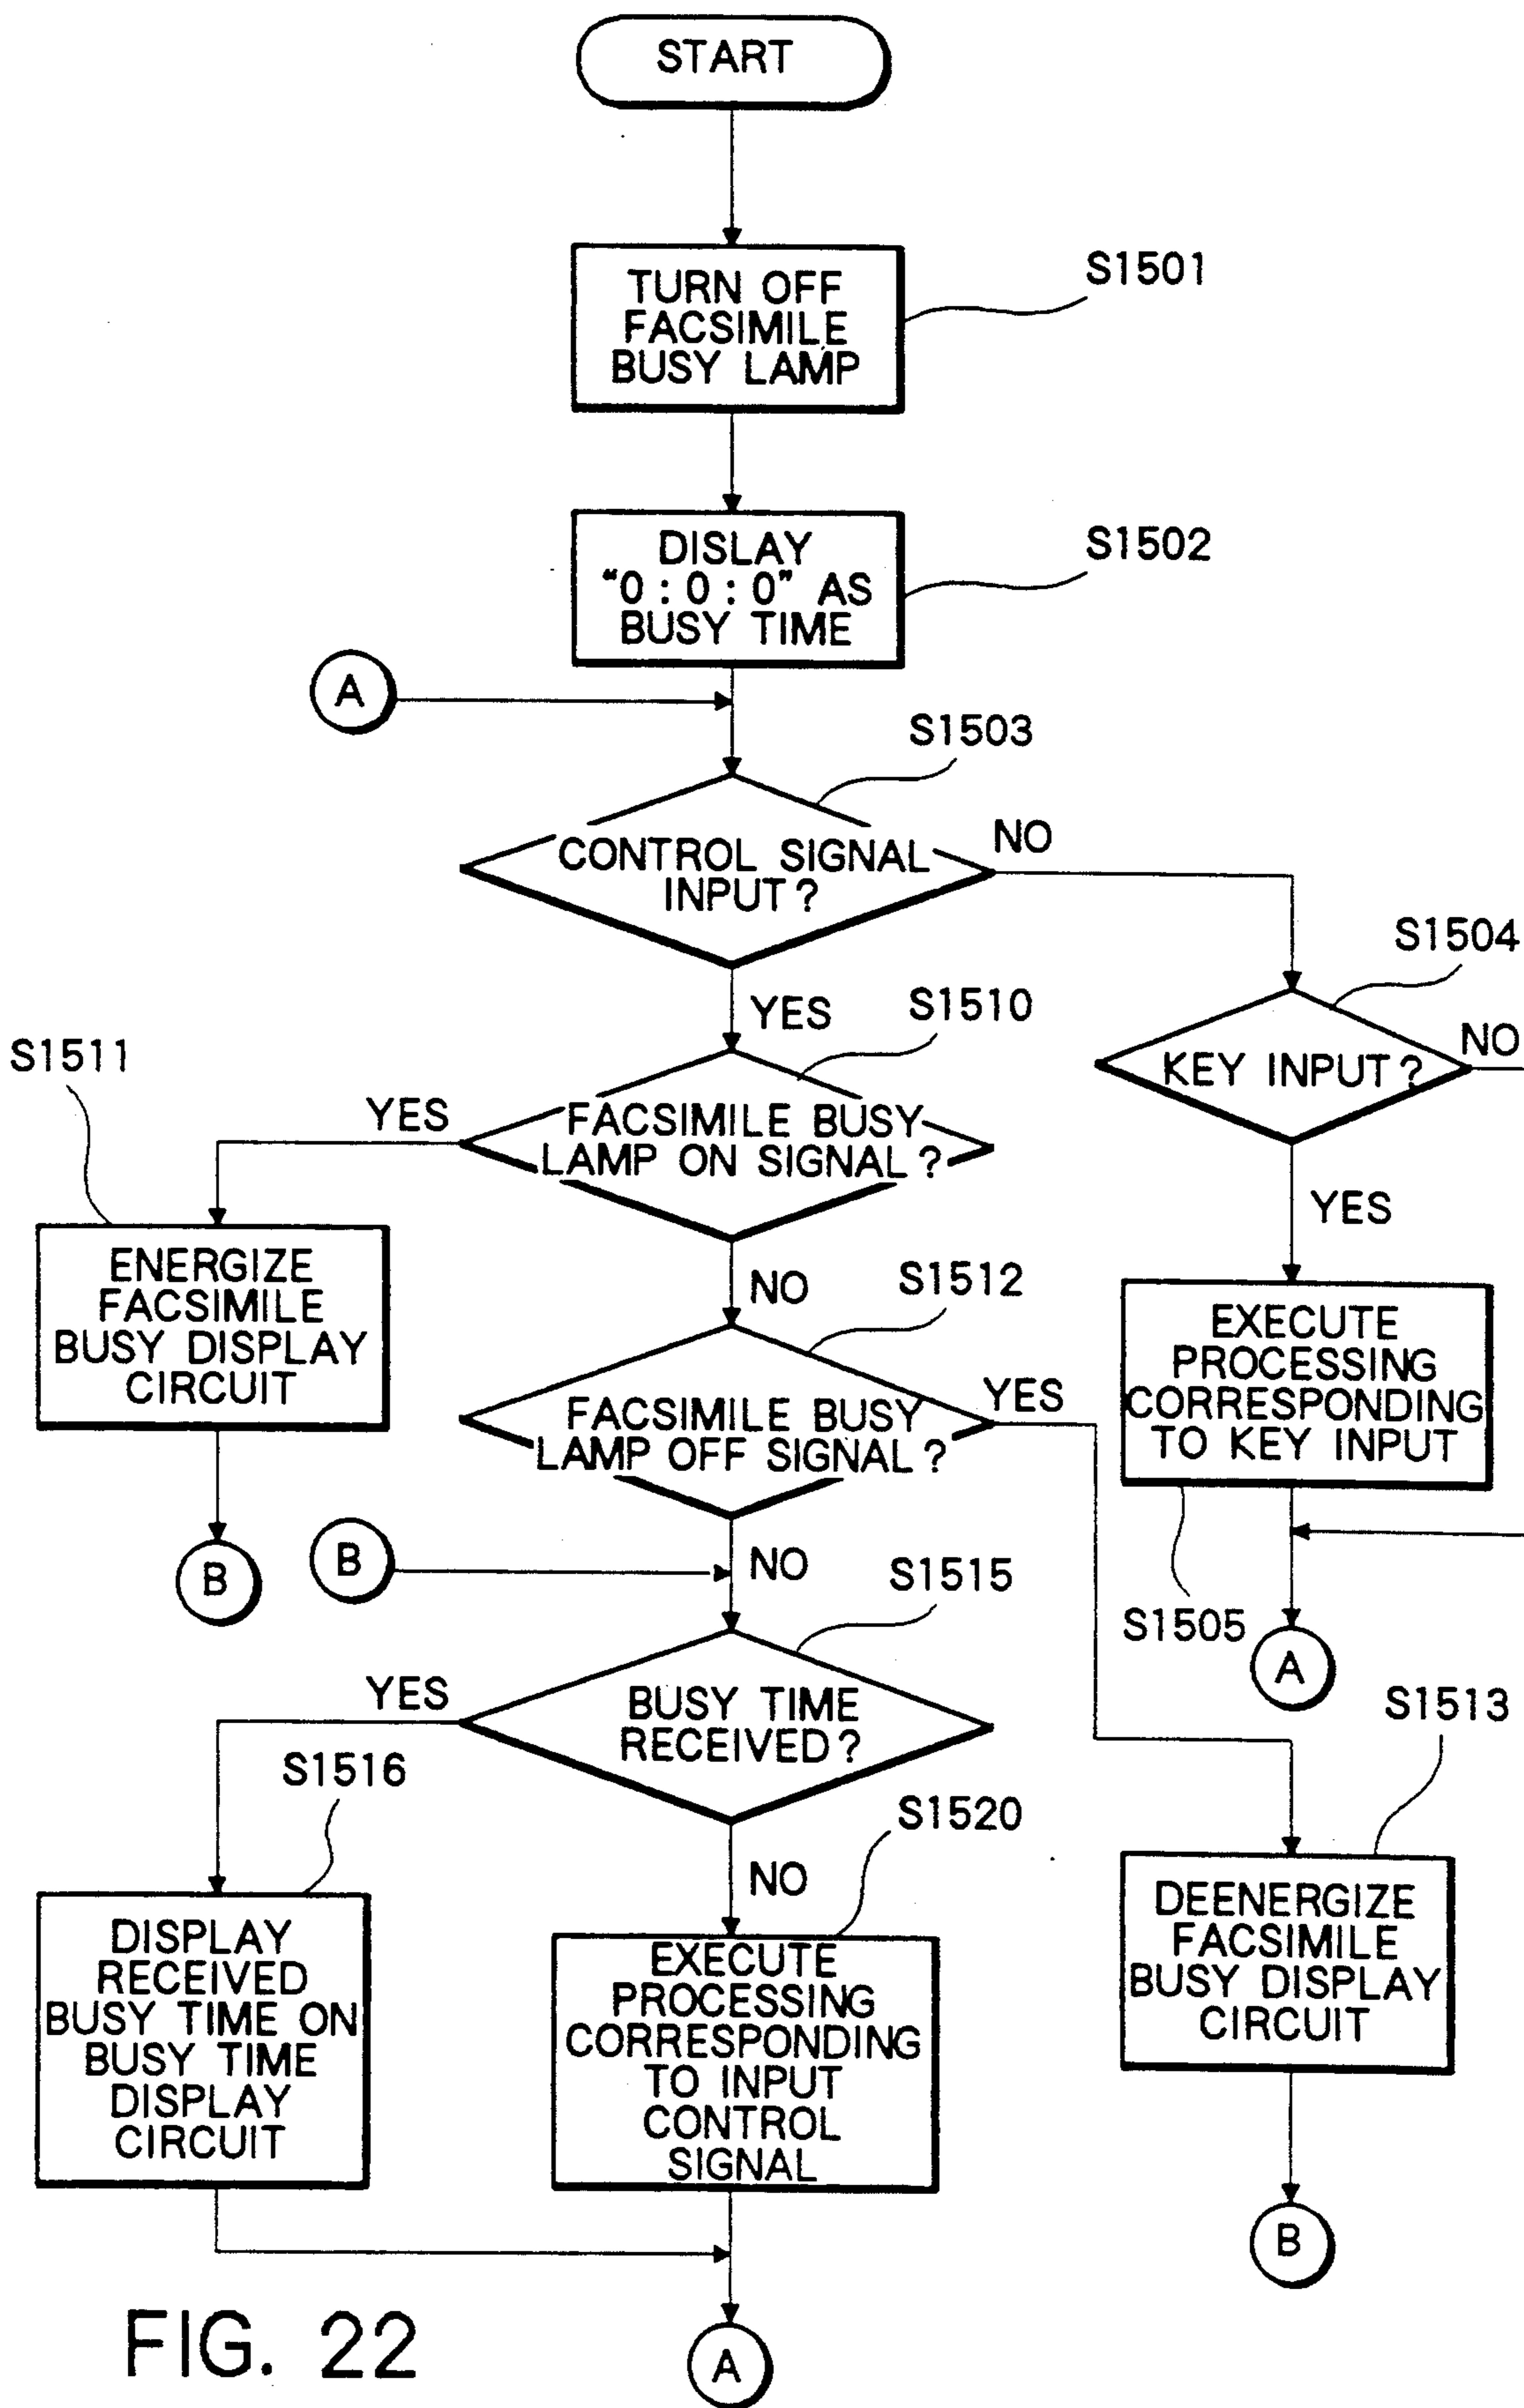 START
TURN OFF
FACSIMILE
BUSY LAMP
S1501
DISLAY
"0 : 0 : 0" AS
BUSY TIME
S1502
A
S1503
CONTROL SIGNAL
INPUT?
NO
S1504
KEY INPUT?
NO
YES
S1510
S1511
YES
FACSIMILE BUSY
LAMP ON SIGNAL?
YES
ENERGIZE
FACSIMILE
BUSY DISPLAY
CIRCUIT
NO
S1512
EXECUTE
PROCESSING
CORRESPONDING
TO KEY INPUT
FACSIMILE BUSY
LAMP OFF SIGNAL?
YES
B
B
NO
S1515
S1505
A
YES
BUSY TIME
RECEIVED?
S1513
S1516
S1520
NO
DISPLAY
RECEIVED
BUSY TIME ON
BUSY TIME
DISPLAY
CIRCUIT
EXECUTE
PROCESSING
CORRESPONDING
TO INPUT
CONTROL
SIGNAL
DEENERGIZE
FACSIMILE
BUSY DISPLAY
CIRCUIT
B
A
FIG. 22